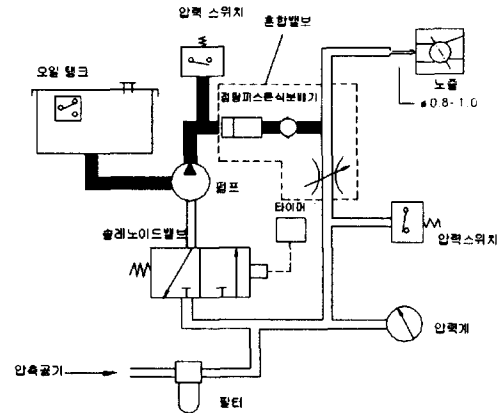 압력 스위치
혼합밸브
오일 탱크
노즐
ø0.8-1.0
정량피스톤식분배기
펌프
타이머
솔레노이드밸브
압력스위치
압력계
압축공기
필터